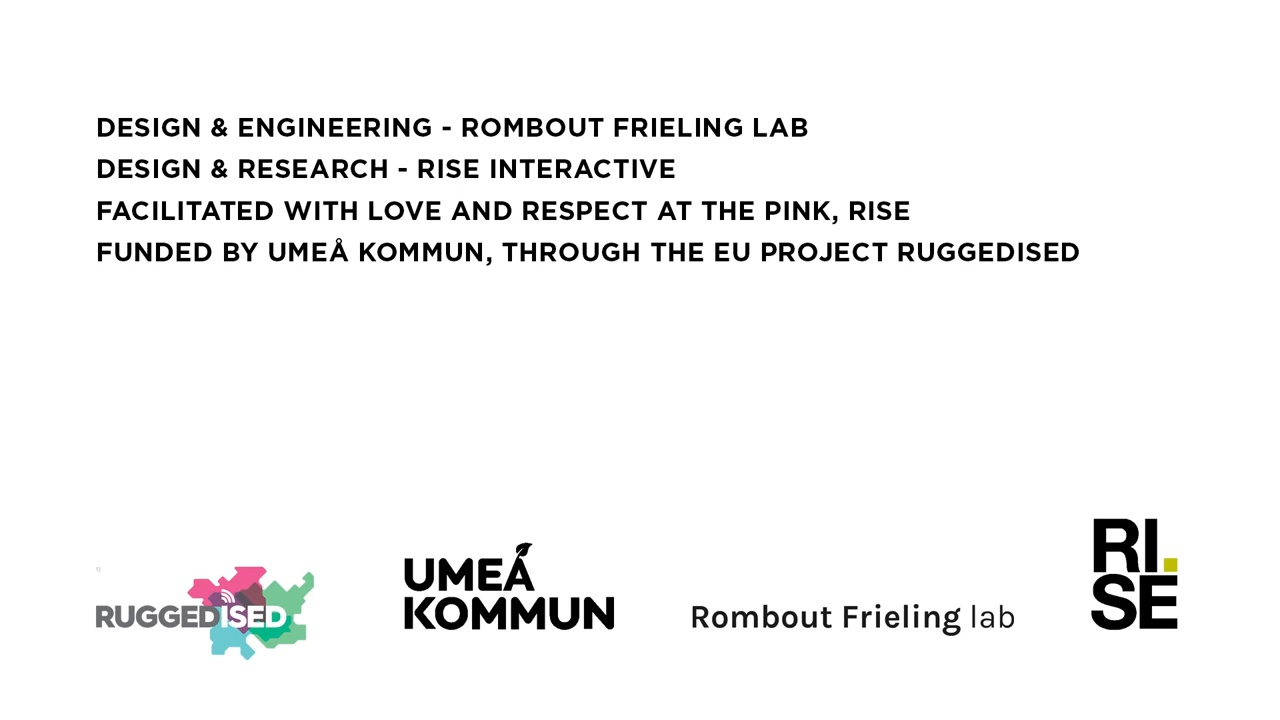 DESIGN & ENGINEERING - ROMBOUT FRIELING LAB
DESIGN & RESEARCH - RISE INTERACTIVE
FACILITATED WITH LOVE AND RESPECT AT THE PINK, RISE
FUNDED BY UMEÅ KOMMUN, THROUGH THE EU PROJECT RUGGEDISED
RUGGEDISED
UMEÅ
KOMMUN
Rombout Frieling lab
RI.
SE